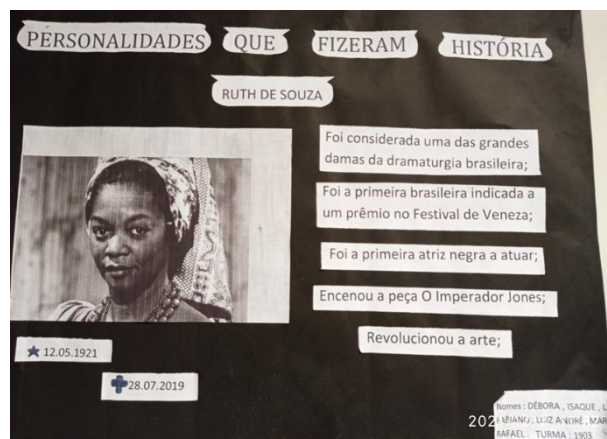 PERSONALIDADES QUE FIZERAM HISTÓRIA
RUTH DE SOUZA
Foi considerada uma das grandes
damas da dramaturgia brasileira;
Foi a primeira brasileira indicada a
um prêmio no Festival de Veneza;
Foi a primeira atriz negra a atuar;
Encenou a peça O Imperador Jones;
Revolucionou a arte;
12.05.1921
28.07.2019
Nomes : DÉBORA , ISAQUE ,
LUIZ ANDRÉ ,
RAFAEL . TURMA : 1903